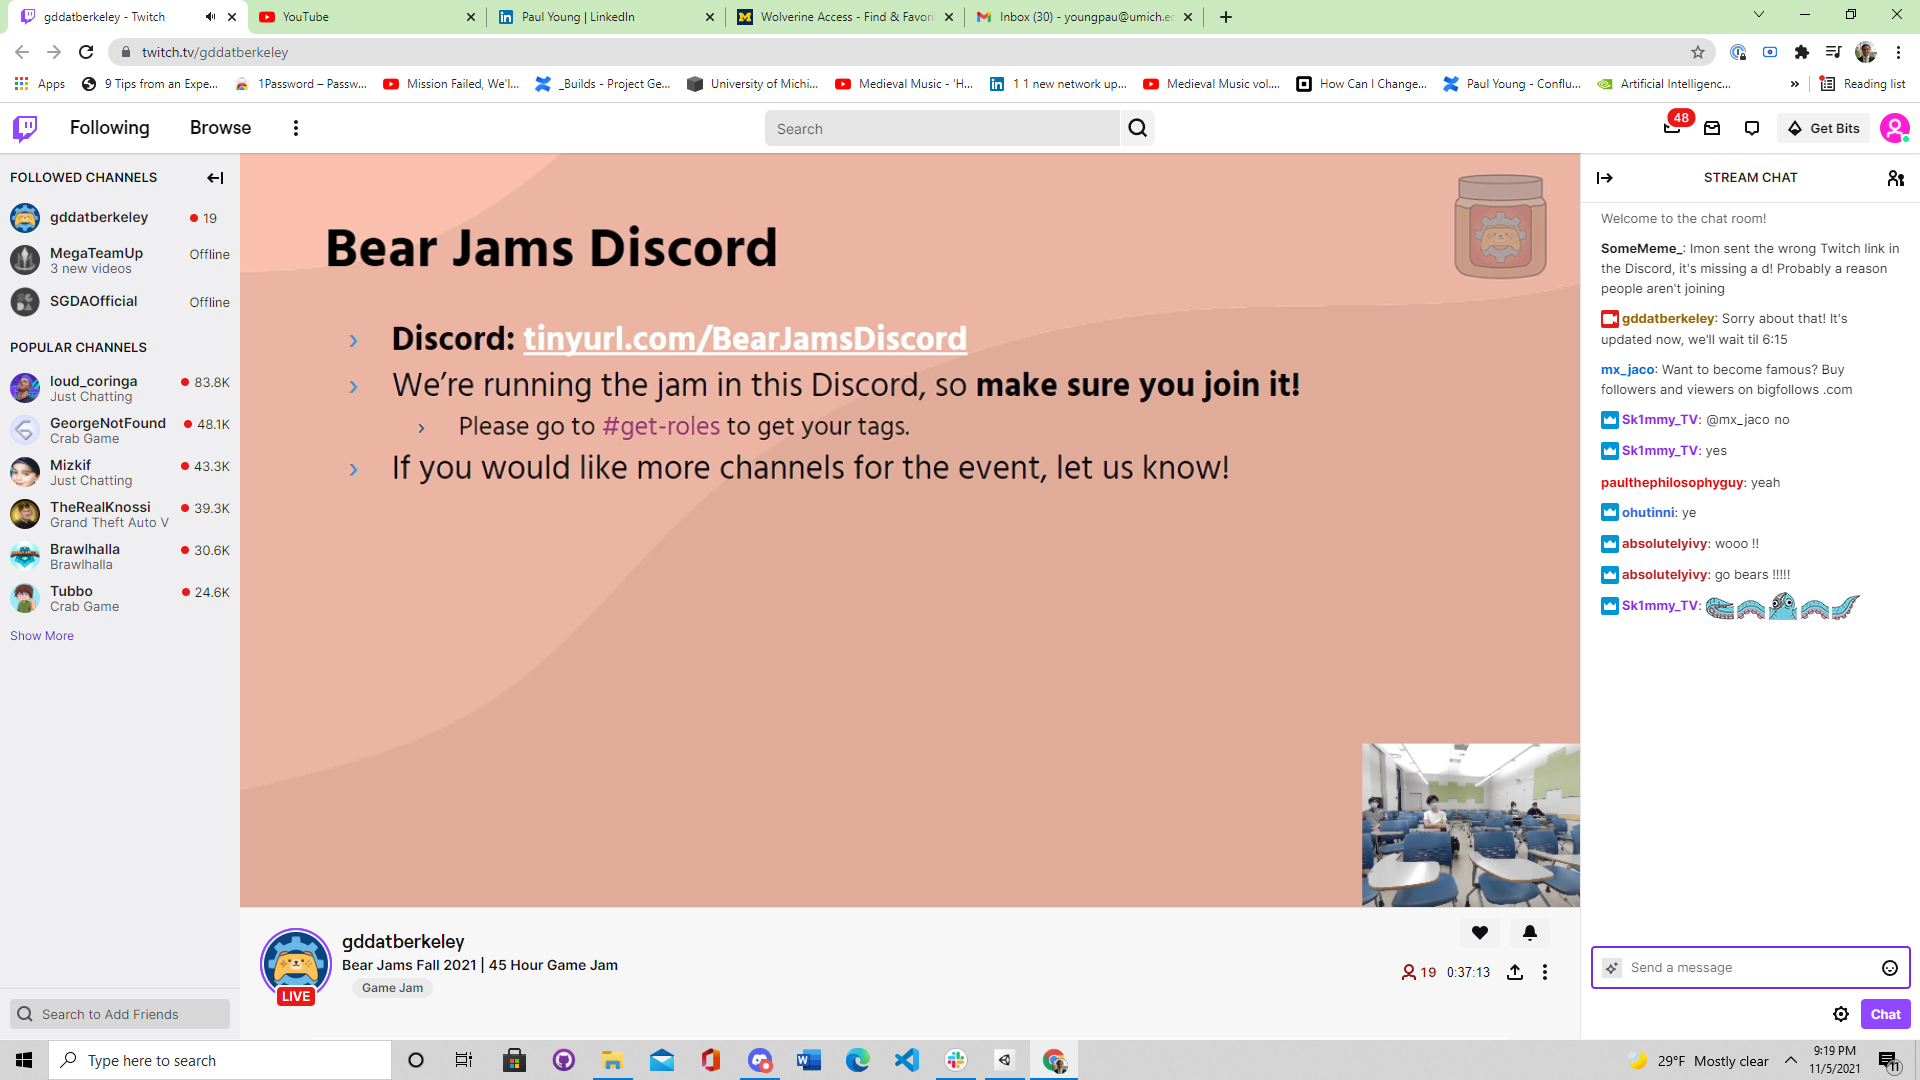 gddatberkeley - Twitch
YouTube
Paul Young | LinkedIn
Wolverine Access - Find & Favori
Inbox (30) - youngpau@umich.ed
twitch.tv/gddatberkeley
Apps
9 Tips from an Expe...
1Password – Passw...
Mission Failed, We'l...
_Builds - Project Ge...
University of Michi...
Medieval Music - 'H...
1 1 new network up...
Medieval Music vol....
How Can I Change...
Paul Young - Conflu...
Artificial Intelligenc...
»
Reading list
Following
Browse
Search
48
Get Bits
FOLLOWED CHANNELS
gddatberkeley
19
MegaTeamUp
Offline
3 new videos
SGDAOfficial
Offline
POPULAR CHANNELS
loud_coringa
83.8K
Just Chatting
GeorgeNotFound
48.1K
Crab Game
Mizkif
43.3K
Just Chatting
TheRealKnossi
39.3K
Grand Theft Auto V
Brawlhalla
30.6K
Brawlhalla
Tubbo
24.6K
Crab Game
Show More
Search to Add Friends
Bear Jams Discord
› Discord: tinyurl.com/BearJamsDiscord
› We're running the jam in this Discord, so make sure you join it!
› Please go to #get-roles to get your tags.
› If you would like more channels for the event, let us know!
LIVE
gddatberkeley
Bear Jams Fall 2021 | 45 Hour Game Jam
Game Jam
19
0:37:13
STREAM CHAT
Welcome to the chat room!
SomeMeme_: Imon sent the wrong Twitch link in
the Discord, it's missing a d! Probably a reason
people aren't joining
gddatberkeley: Sorry about that! It's
updated now, we'll wait til 6:15
mx_jaco: Want to become famous? Buy
followers and viewers on bigfollows .com
Sk1mmy_TV: @mx_jaco no
Sk1mmy_TV: yes
paulthephilosophyguy: yeah
ohutinni: ye
absolutelyivy: wooo !!
absolutelyivy: go bears !!!!!
Sk1mmy_TV:
Send a message
Chat
Type here to search
29°F Mostly clear
9:19 PM
11/5/2021
11